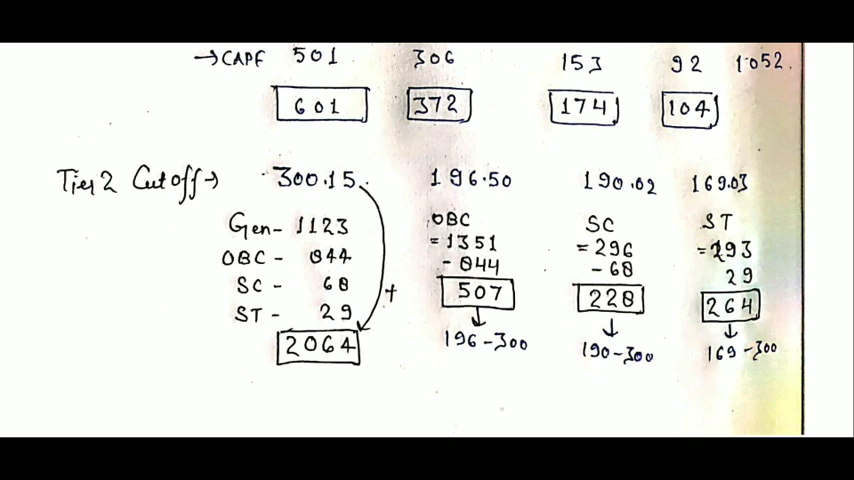 →CAPF 501 306 153 92 1052.
601 372 174 104
Tier2 Cutoff→ 300.15 196.50 190.02 169.03
Gen- 1123 OBC SC ST
OBC- 844 =1351 =296 =293
SC- 68 -844 -68 29
ST- 29 507 228 264
2064 196-300 190-300 169-300
+